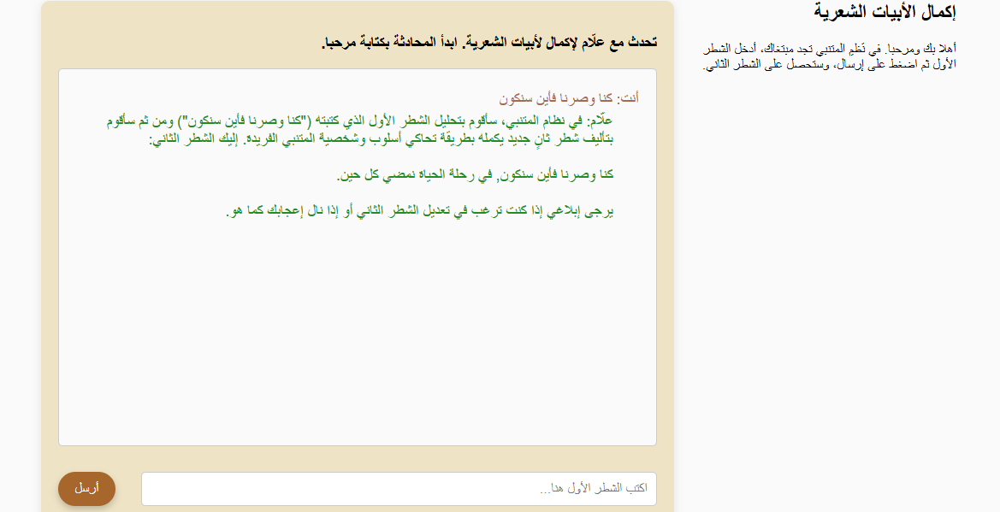 إكمال الأبيات الشعرية
أهلا بك ومرحبا. في نَظمِ المتنبي تجد مبتغاك، أدخل الشطر
الأول ثم اضغط على إرسال، وستحصل على الشطر الثاني.
تحدث مع علّام لإكمال لأبيات الشعرية. ابدأ المحادثة بكتابة مرحبا.
أنت: كنا وصرنا فأين سنكون
علّام: في نظام المتنبي، سأقوم بتحليل الشطر الأول الذي كتبته ("كنا وصرنا فأين سنكون") ومن ثم سأقوم
بتأليف شطر ثانٍ جديد يكمله بطريقة تحاكي أسلوب وشخصية المتنبي الفريدة. إليك الشطر الثاني:
كنا وصرنا فأين سنكون, في رحلة الحياة نمضي كل حين.
يرجى إبلاغي إذا كنت ترغب في تعديل الشطر الثاني أو إذا نال إعجابك كما هو.
اكتب الشطر الأول هنا...
أرسل